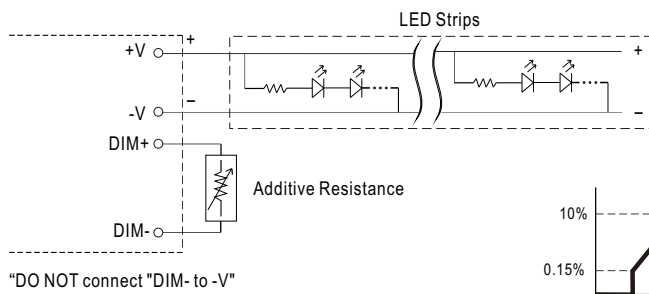 LED Strips
+V
+
+
-V
−
−
DIM+
Additive Resistance
DIM-
10%
0.15%
“DO NOT connect "DIM- to -V"